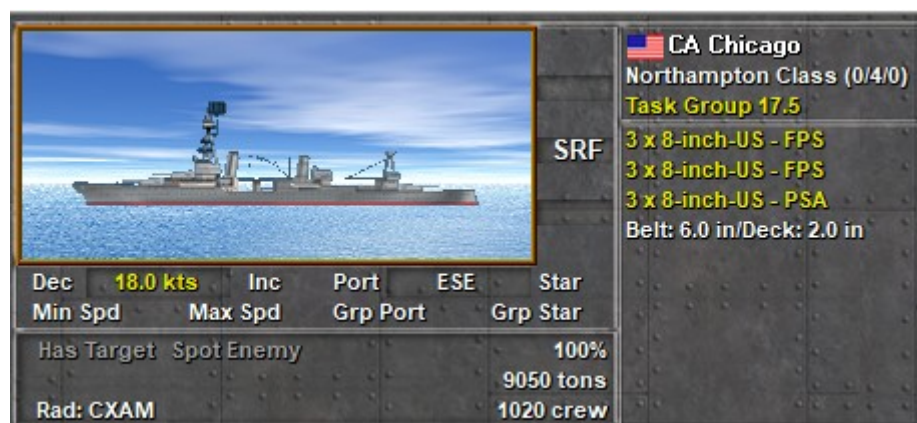 CA Chicago
Northampton Class (0/4/0)
Task Group 17.5
SRF
3 x 8-inch-US - FPS
3 x 8-inch-US - FPS
3 x 8-inch-US - PSA
Belt: 6.0 in/Deck: 2.0 in
Dec 18.0 kts Inc Port ESE Star
Min Spd Max Spd Grp Port Grp Star
Has Target Spot Enemy 100%
9050 tons
Rad: CXAM 1020 crew